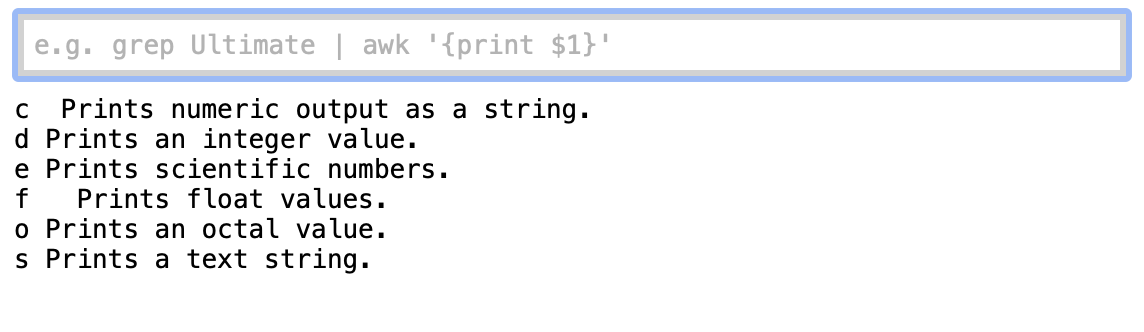 e.g. grep Ultimate | awk '{print $1}'
c  Prints numeric output as a string.
d Prints an integer value.
e Prints scientific numbers.
f   Prints float values.
o Prints an octal value.
s Prints a text string.